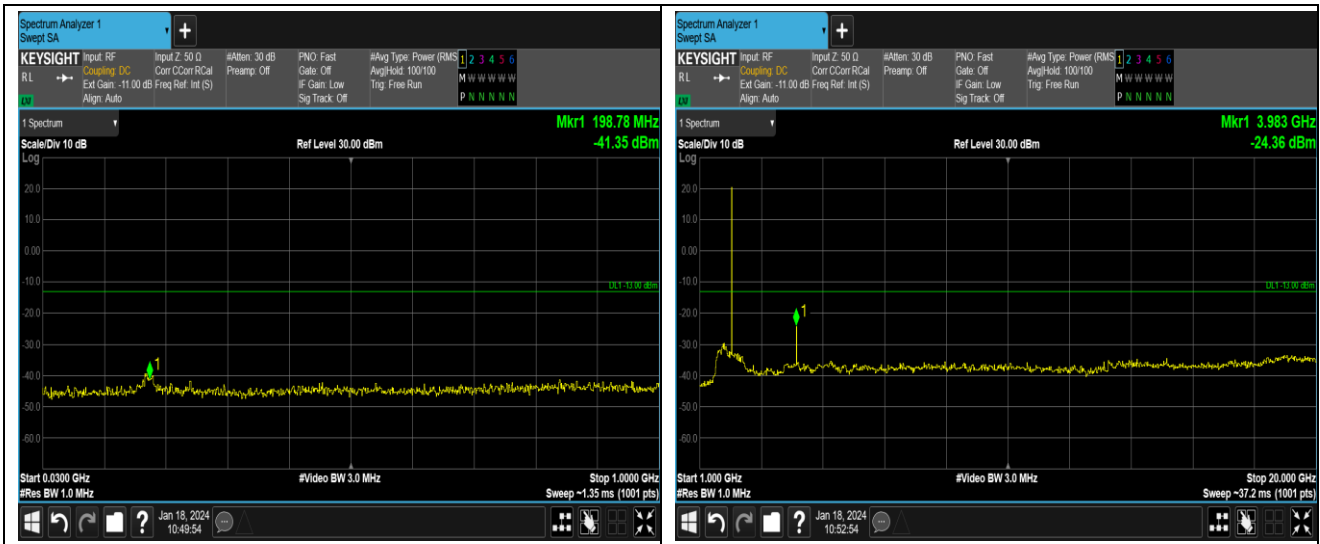 Spectrum Analyzer 1
Swept SA
+
KEYSIGHT
RL
Input: RF
Coupling: DC
Ext Gain: -11.00 dB
Align: Auto
Input Z: 50 Ω
Corr CCorr RCal
Freq Ref: Int (S)
#Atten: 30 dB
Preamp: Off
PNO: Fast
Gate: Off
IF Gain: Low
Sig Track: Off
#Avg Type: Power (RMS
Avg|Hold: 100/100
Trig: Free Run
1 2 3 4 5 6
M W W W W W
P N N N N N
1 Spectrum
Scale/Div 10 dB
Log
Ref Level 30.00 dBm
Mkr1 198.78 MHz
-41.35 dBm
20.0
10.0
0.00
-10.0
DL1 -13.00 dBm
-20.0
-30.0
1
-40.0
-50.0
-60.0
Start 0.0300 GHz
#Res BW 1.0 MHz
#Video BW 3.0 MHz
Stop 1.0000 GHz
Sweep ~1.35 ms (1001 pts)
?
Jan 18, 2024
10:49:54
Spectrum Analyzer 1
Swept SA
+
KEYSIGHT
RL
Input: RF
Coupling: DC
Ext Gain: -11.00 dB
Align: Auto
Input Z: 50 Ω
Corr CCorr RCal
Freq Ref: Int (S)
#Atten: 30 dB
Preamp: Off
PNO: Fast
Gate: Off
IF Gain: Low
Sig Track: Off
#Avg Type: Power (RMS
Avg|Hold: 100/100
Trig: Free Run
1 2 3 4 5 6
M W W W W W
P N N N N N
1 Spectrum
Scale/Div 10 dB
Log
Ref Level 30.00 dBm
Mkr1 3.983 GHz
-24.36 dBm
20.0
10.0
0.00
-10.0
DL1 -13.00 dBm
-20.0
1
-30.0
-40.0
-50.0
-60.0
Start 1.000 GHz
#Res BW 1.0 MHz
#Video BW 3.0 MHz
Stop 20.000 GHz
Sweep ~37.2 ms (1001 pts)
?
Jan 18, 2024
10:52:54